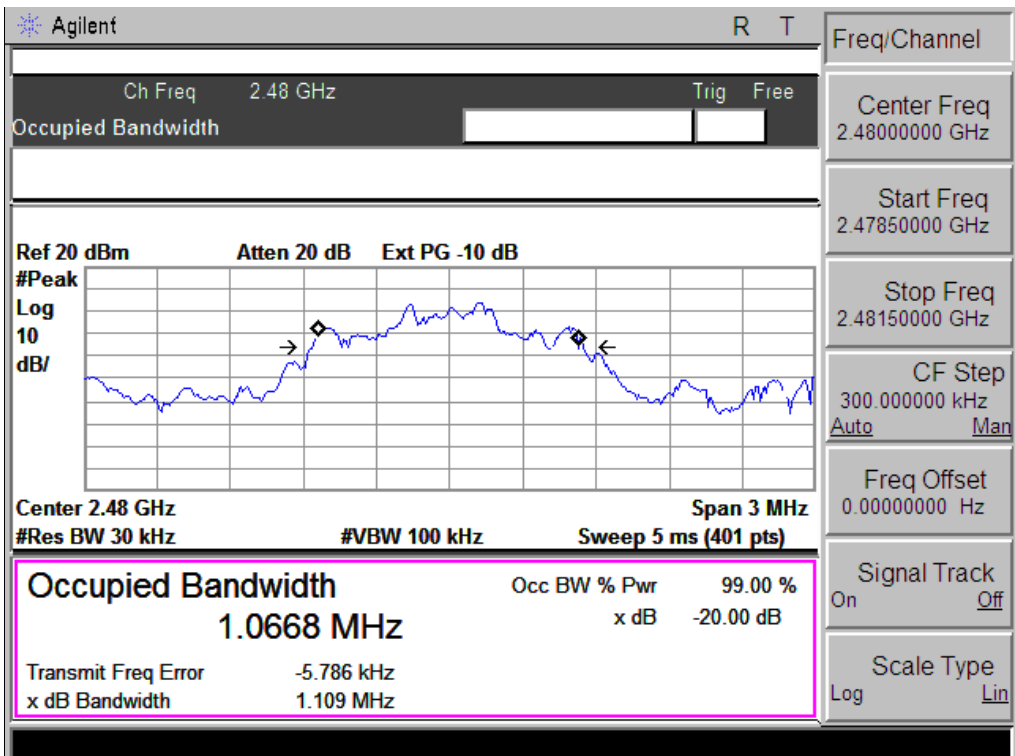 Agilent R T
Ch Freq 2.48 GHz Trig Free
Occupied Bandwidth
Ref 20 dBm Atten 20 dB Ext PG -10 dB
#Peak
Log
10
dB/
Center 2.48 GHz Span 3 MHz
#Res BW 30 kHz #VBW 100 kHz Sweep 5 ms (401 pts)
Occupied Bandwidth Occ BW % Pwr 99.00 %
1.0668 MHz x dB -20.00 dB
Transmit Freq Error -5.786 kHz
x dB Bandwidth 1.109 MHz
Freq/Channel
Center Freq
2.48000000 GHz
Start Freq
2.47850000 GHz
Stop Freq
2.48150000 GHz
CF Step
300.000000 kHz
Auto Man
Freq Offset
0.00000000 Hz
Signal Track
On Off
Scale Type
Log Lin